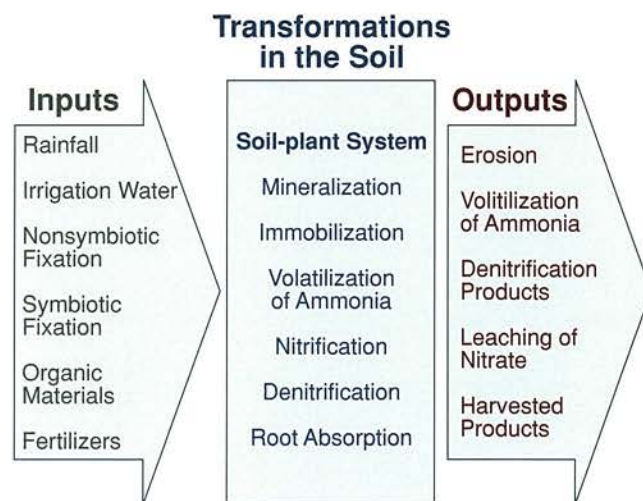 Transformations
in the Soil
Inputs
Rainfall
Irrigation Water
Nonsymbiotic
Fixation
Symbiotic
Fixation
Organic
Materials
Fertilizers
Soil-plant System
Mineralization
Immobilization
Volatilization
of Ammonia
Nitrification
Denitrification
Root Absorption
Outputs
Erosion
Volitilization
of Ammonia
Denitrification
Products
Leaching of
Nitrate
Harvested
Products